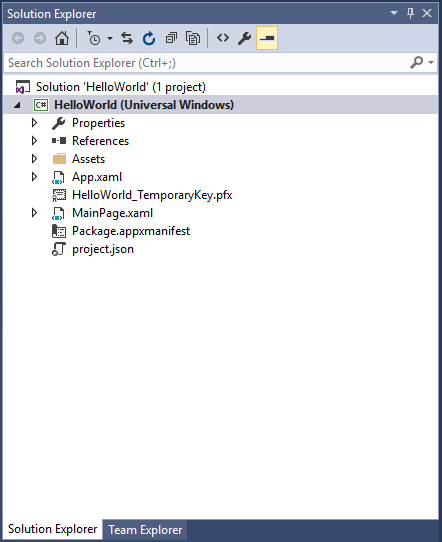 Solution Explorer
Search Solution Explorer (Ctrl+;)
Solution 'HelloWorld' (1 project)
C# HelloWorld (Universal Windows)
Properties
References
Assets
App.xaml
HelloWorld_TemporaryKey.pfx
MainPage.xaml
Package.appxmanifest
project.json
Solution Explorer Team Explorer